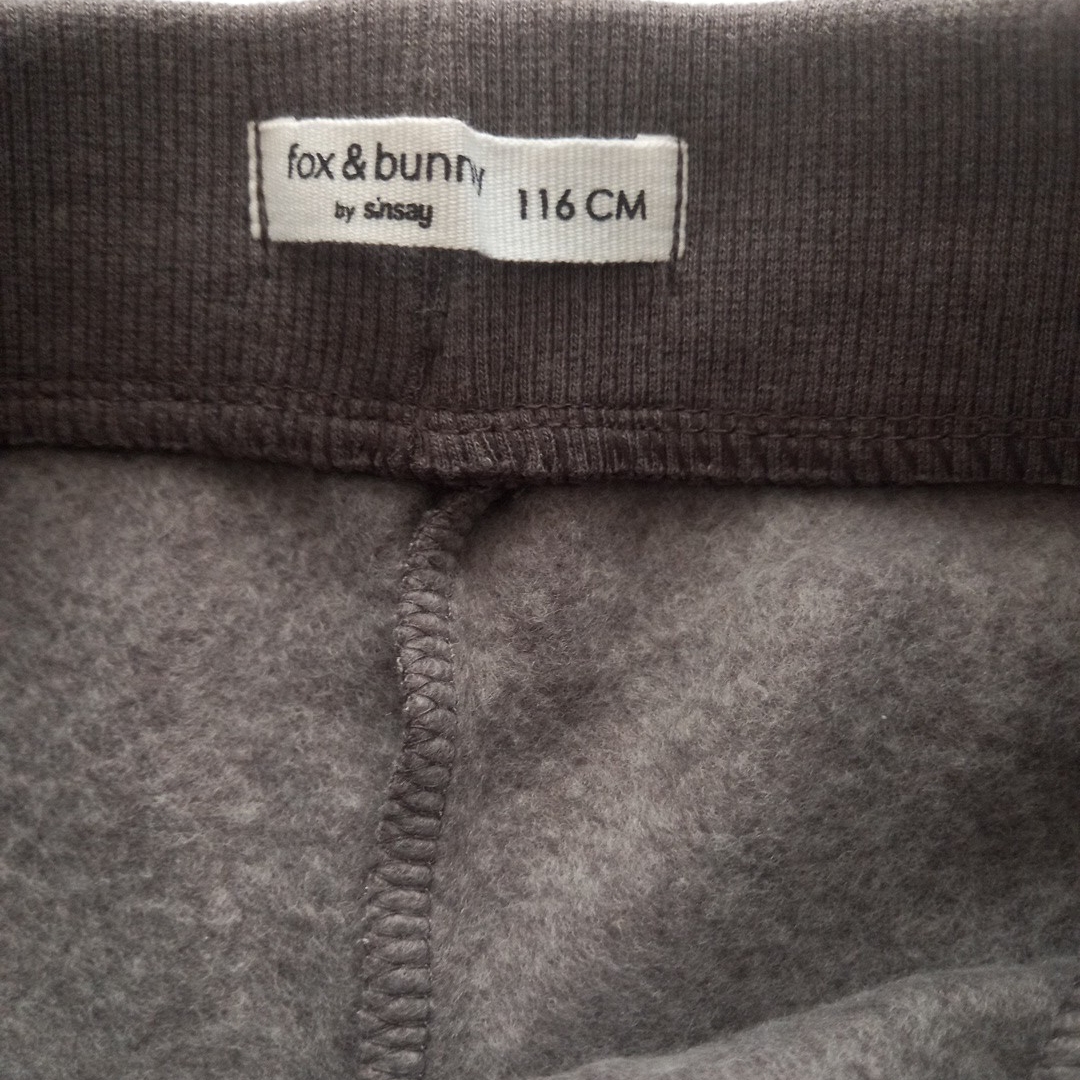 fox & bunny
by sinsay
116 CM